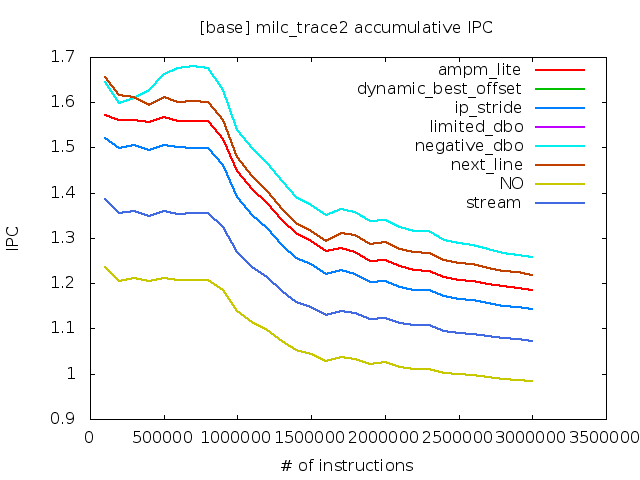 [base] milc_trace2 accumulative IPC
1.7
1.6
1.5
1.4
1.3
1.2
1.1
1
0.9
IPC
ampm_lite
dynamic_best_offset
ip_stride
limited_dbo
negative_dbo
next_line
NO
stream
0 500000 1000000 1500000 2000000 2500000 3000000 3500000
# of instructions